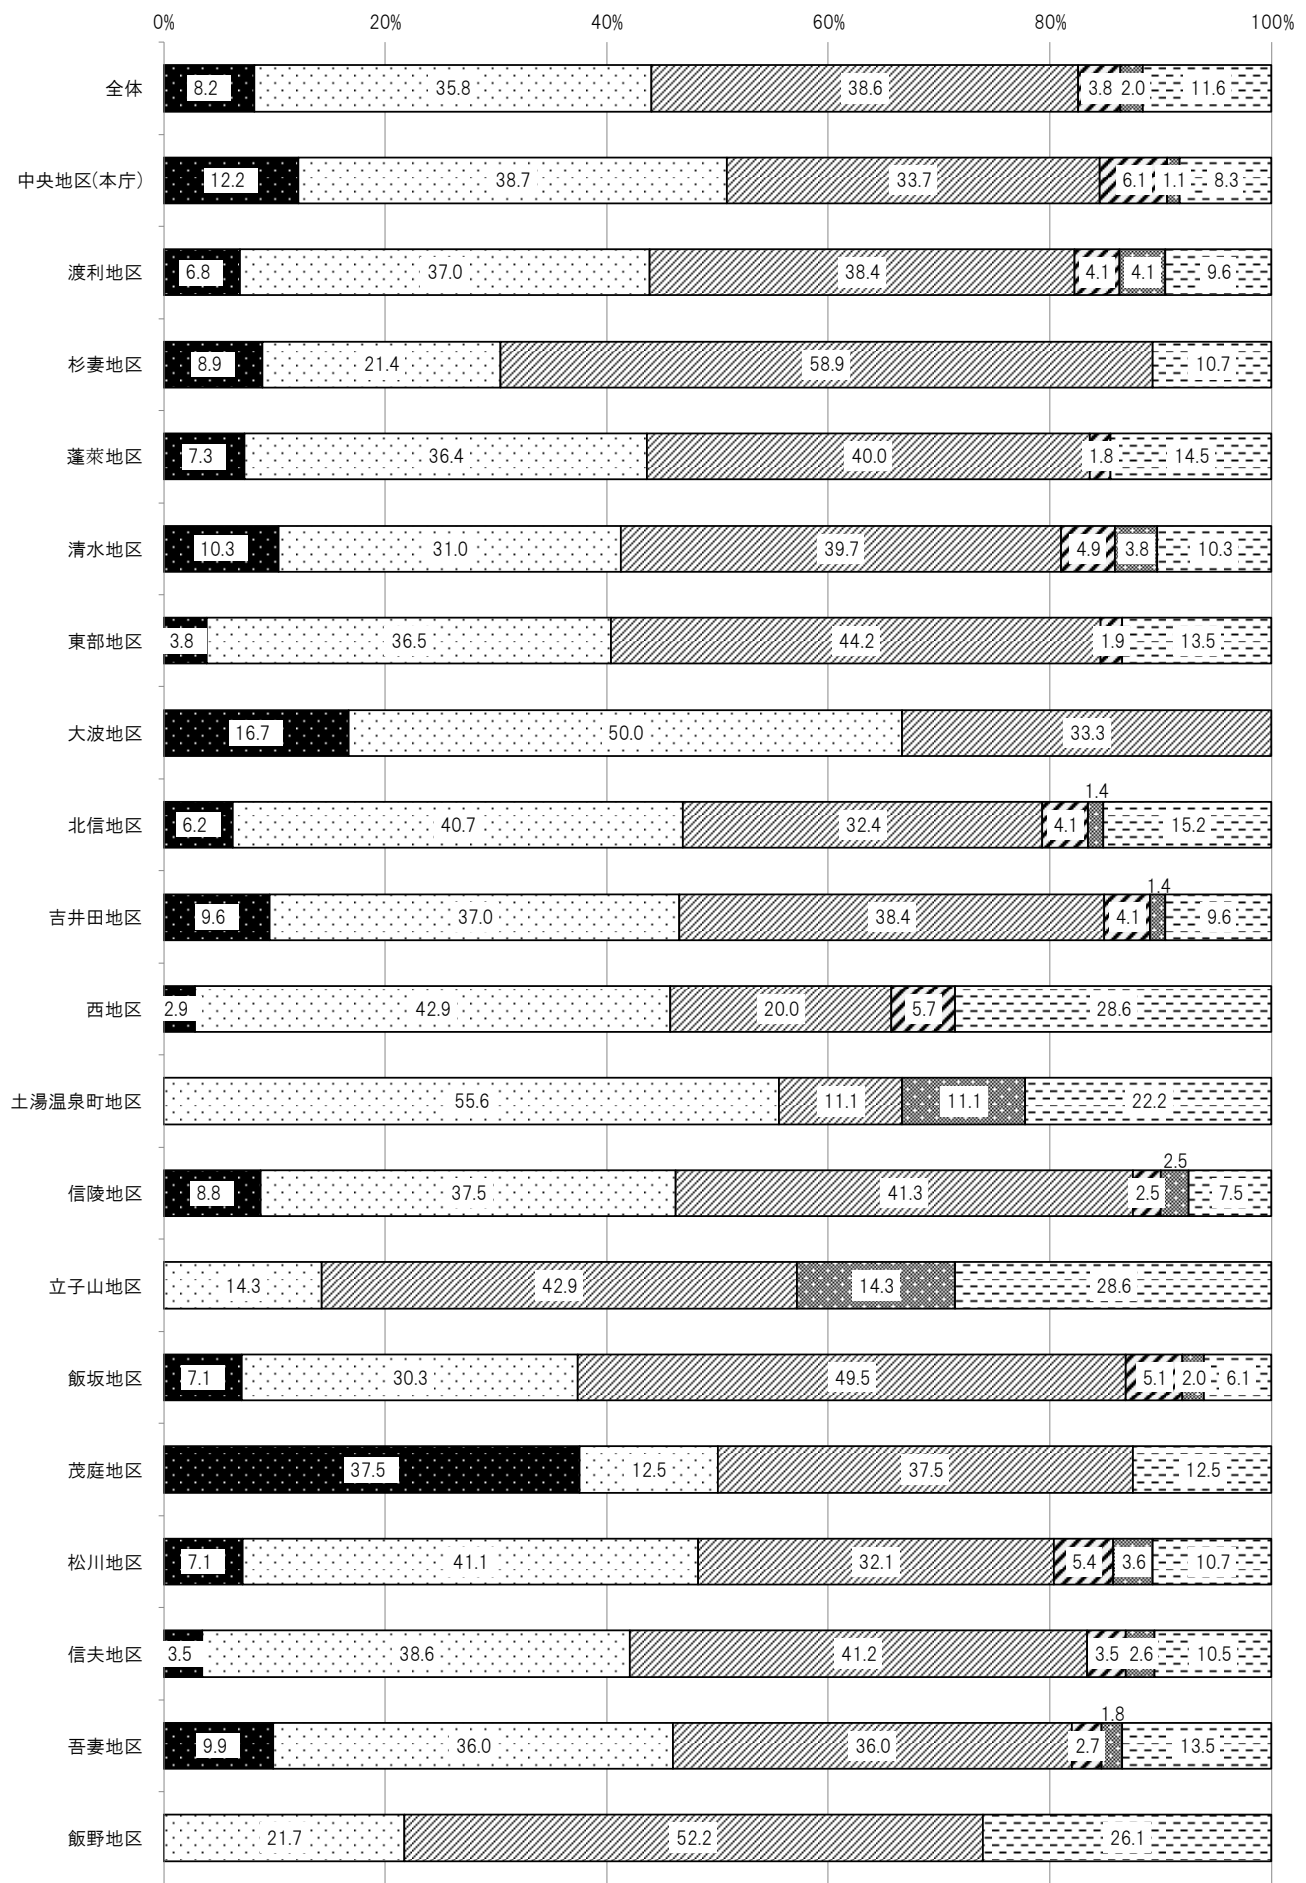 0% 20% 40% 60% 80% 100%
全体 8.2 35.8 38.6 3.8 2.0 11.6
中央地区(本庁) 12.2 38.7 33.7 6.1 1.1 8.3
渡利地区 6.8 37.0 38.4 4.1 4.1 9.6
杉妻地区 8.9 21.4 58.9 10.7
蓬萊地区 7.3 36.4 40.0 1.8 14.5
清水地区 10.3 31.0 39.7 4.9 3.8 10.3
東部地区 3.8 36.5 44.2 1.9 13.5
大波地区 16.7 50.0 33.3
1.4
北信地区 6.2 40.7 32.4 4.1 15.2
1.4
吉井田地区 9.6 37.0 38.4 4.1 9.6
西地区 2.9 42.9 20.0 5.7 28.6
土湯温泉町地区 55.6 11.1 11.1 22.2
2.5
信陵地区 8.8 37.5 41.3 2.5 7.5
立子山地区 14.3 42.9 14.3 28.6
飯坂地区 7.1 30.3 49.5 5.1 2.0 6.1
茂庭地区 37.5 12.5 37.5 12.5
松川地区 7.1 41.1 32.1 5.4 3.6 10.7
信夫地区 3.5 38.6 41.2 3.5 2.6 10.5
1.8
吾妻地区 9.9 36.0 36.0 2.7 13.5
飯野地区 21.7 52.2 26.1